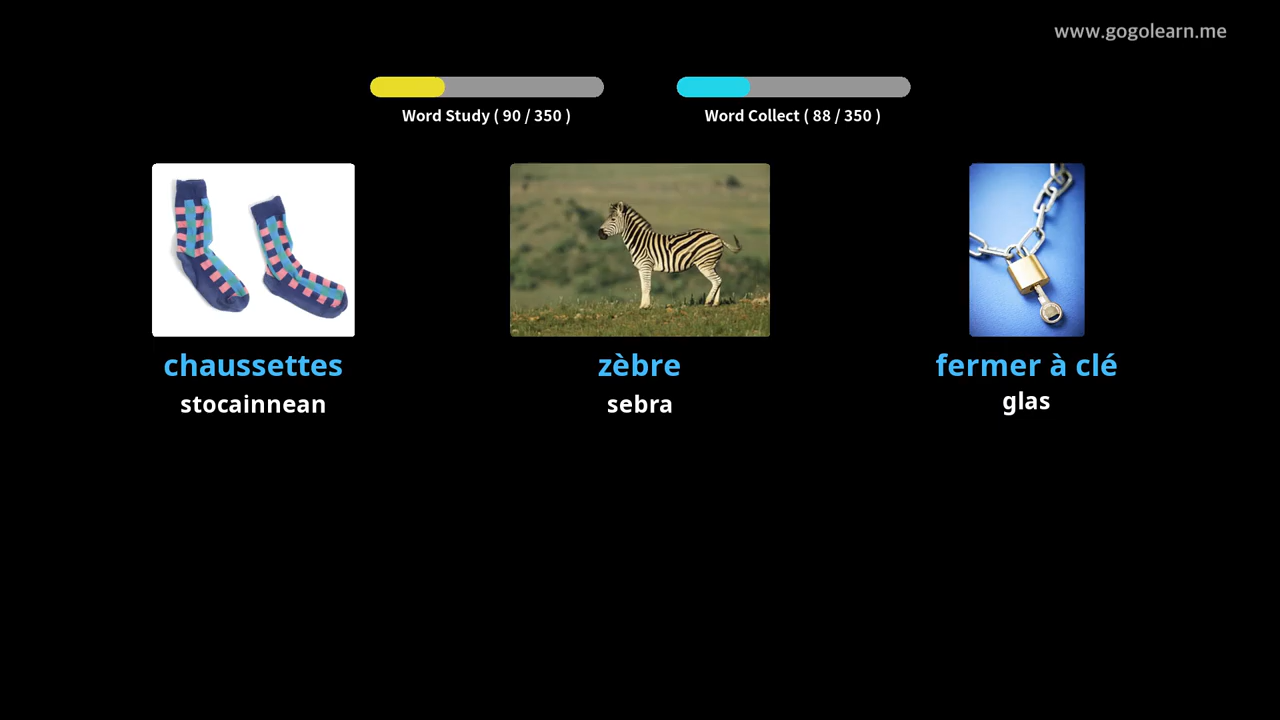 www.gogolearn.me
Word Study ( 90 / 350 )
Word Collect ( 88 / 350 )
chaussettes
stocainnean
zèbre
sebra
fermer à clé
glas